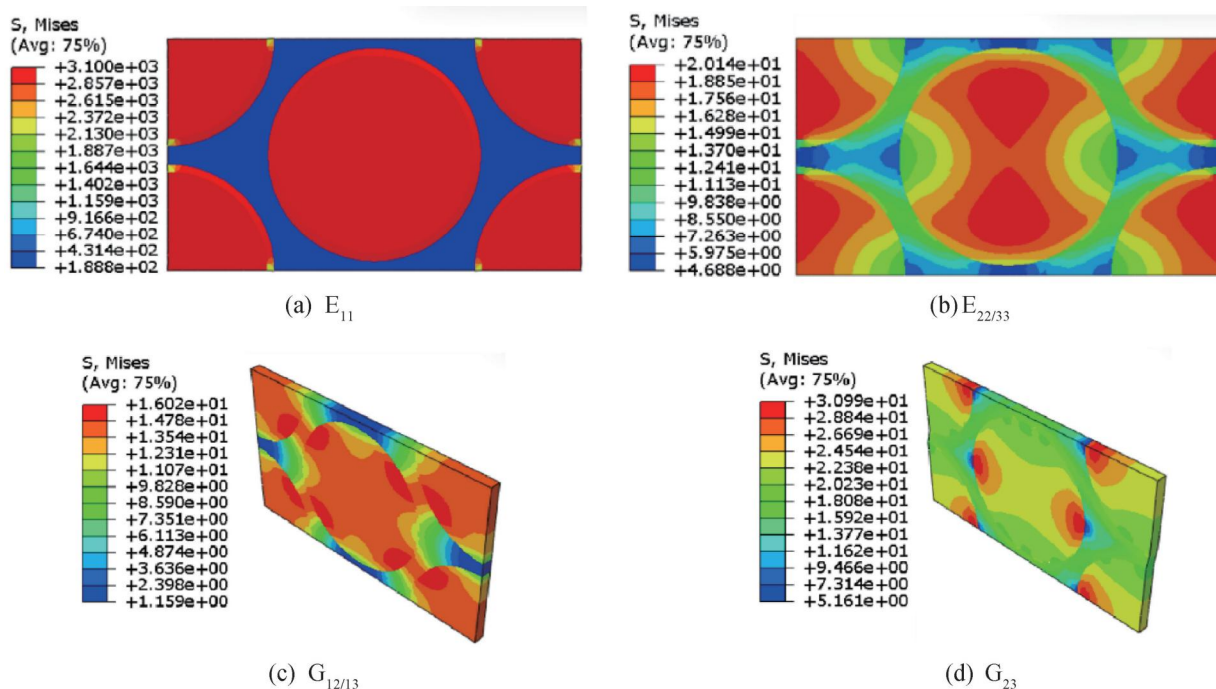 S, Mises
(Avg: 75%)
+3.100e+03
+2.857e+03
+2.615e+03
+2.372e+03
+2.130e+03
+1.887e+03
+1.644e+03
+1.402e+03
+1.159e+03
+9.166e+02
+6.740e+02
+4.314e+02
+1.888e+02
(a) E₁₁
S, Mises
(Avg: 75%)
+2.014e+01
+1.885e+01
+1.756e+01
+1.628e+01
+1.499e+01
+1.370e+01
+1.241e+01
+1.113e+01
+9.838e+00
+8.550e+00
+7.263e+00
+5.975e+00
+4.688e+00
(b) E₂₂/₃₃
S, Mises
(Avg: 75%)
+1.602e+01
+1.478e+01
+1.354e+01
+1.231e+01
+1.107e+01
+9.828e+00
+8.590e+00
+7.351e+00
+6.113e+00
+4.874e+00
+3.636e+00
+2.398e+00
+1.159e+00
(c) G₁₂/₁₃
S, Mises
(Avg: 75%)
+3.099e+01
+2.884e+01
+2.669e+01
+2.454e+01
+2.238e+01
+2.023e+01
+1.808e+01
+1.592e+01
+1.377e+01
+1.162e+01
+9.466e+00
+7.314e+00
+5.161e+00
(d) G₂₃